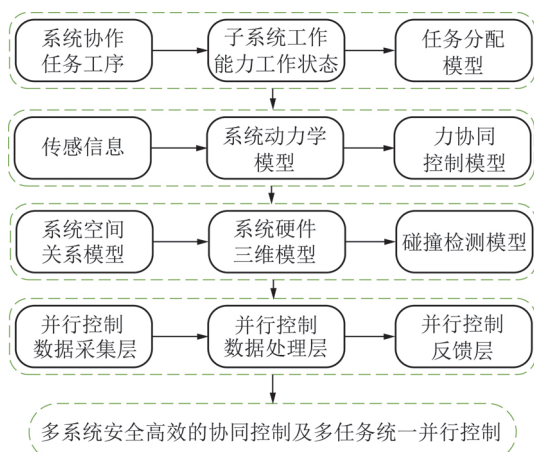 系统协作
任务工序
子系统工作
能力工作状态
任务分配
模型
传感信息
系统动力学
模型
力协同
控制模型
系统空间
关系模型
系统硬件
三维模型
碰撞检测模型
并行控制
数据采集层
并行控制
数据处理层
并行控制
反馈层
多系统安全高效的协同控制及多任务统一并行控制